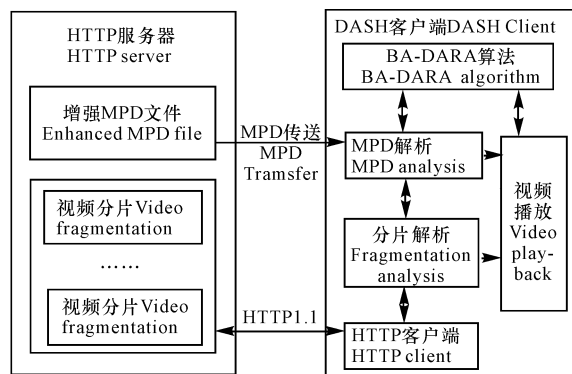 HTTP服务器
HTTP server
增强MPD文件
Enhanced MPD file
视频分片Video
fragmentation
……
视频分片Video
fragmentation
MPD传送
MPD
Transfer
HTTP1.1
DASH客户端DASH Client
BA-DARA算法
BA-DARA algorithm
MPD解析
MPD analysis
分片解析
Fragmentation
analysis
HTTP客户端
HTTP client
视频
播放
Video
play-
back